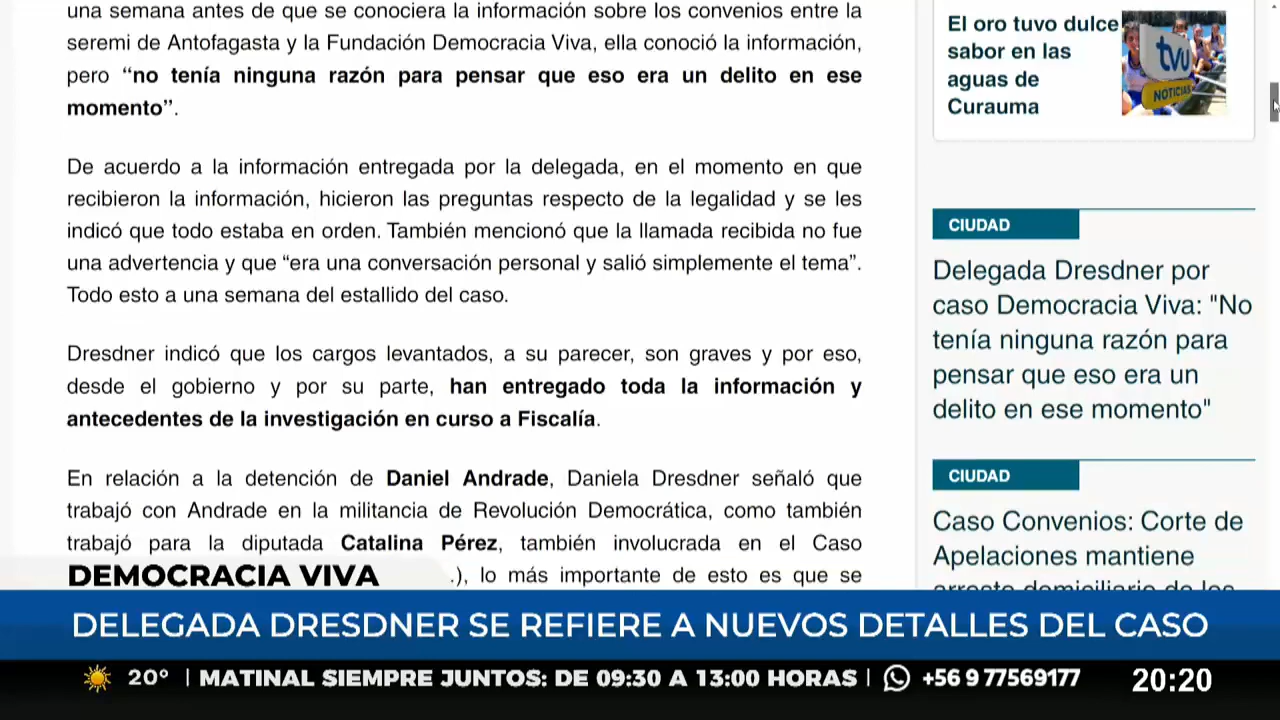 una semana antes de que se conociera la información sobre los convenios entre la
seremi de Antofagasta y la Fundación Democracia Viva, ella conoció la información,
pero “no tenía ninguna razón para pensar que eso era un delito en ese
momento”.
De acuerdo a la información entregada por la delegada, en el momento en que
recibieron la información, hicieron las preguntas respecto de la legalidad y se les
indicó que todo estaba en orden. También mencionó que la llamada recibida no fue
una advertencia y que “era una conversación personal y salió simplemente el tema”.
Todo esto a una semana del estallido del caso.
Dresdner indicó que los cargos levantados, a su parecer, son graves y por eso,
desde el gobierno y por su parte, han entregado toda la información y
antecedentes de la investigación en curso a Fiscalía.
En relación a la detención de Daniel Andrade, Daniela Dresdner señaló que
trabajó con Andrade en la militancia de Revolución Democrática, como también
trabajó para la diputada Catalina Pérez, también involucrada en el Caso
.), lo más importante de esto es que se
El oro tuvo dulce
sabor en las
aguas de
Curauma
tvu
NOTICIAS
CIUDAD
Delegada Dresdner por
caso Democracia Viva: "No
tenía ninguna razón para
pensar que eso era un
delito en ese momento"
CIUDAD
Caso Convenios: Corte de
Apelaciones mantiene
arresto domiciliario de los
DEMOCRACIA VIVA
DELEGADA DRESDNER SE REFIERE A NUEVOS DETALLES DEL CASO
20° | MATINAL SIEMPRE JUNTOS: DE 09:30 A 13:00 HORAS | +56 9 77569177
20:20